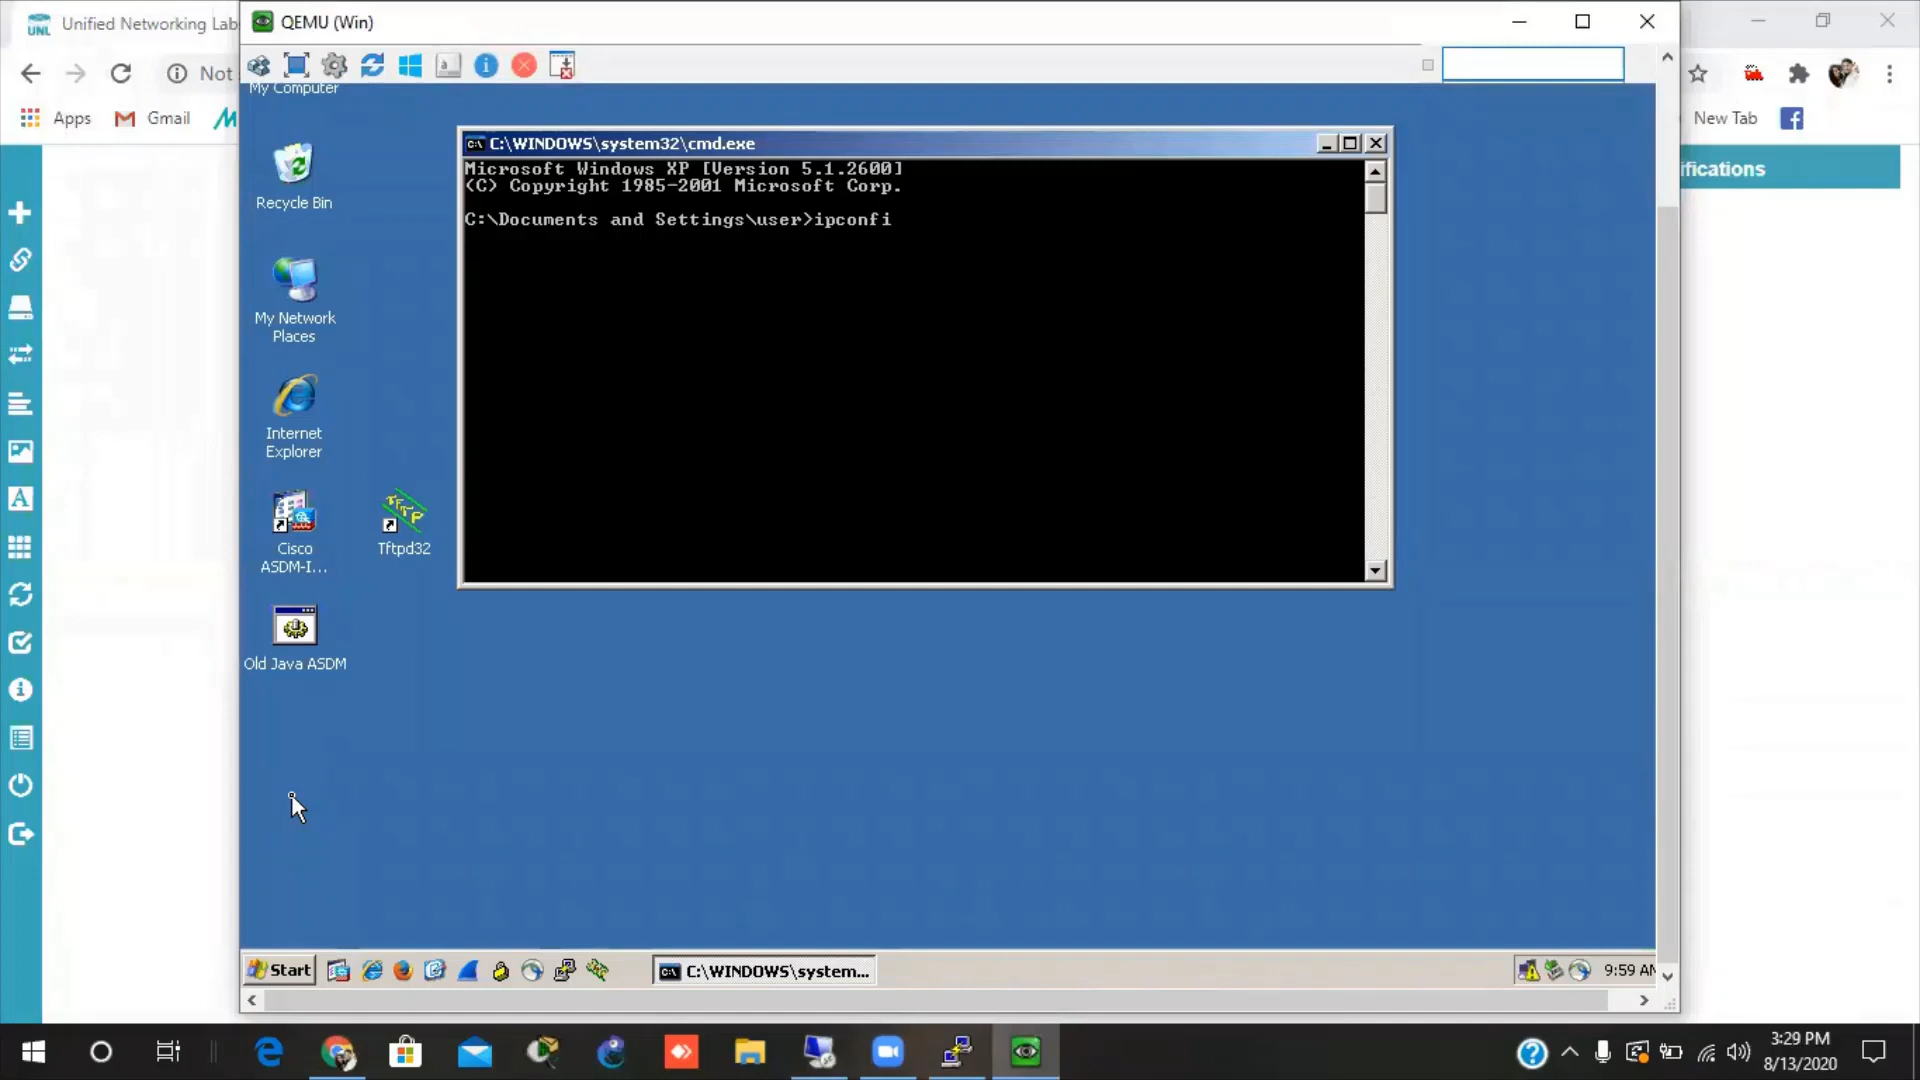 UNL
Unified Networking Lab
QEMU (Win)
Not
Apps
Gmail
New Tab
ifications
My Computer
Recycle Bin
My Network
Places
Internet
Explorer
Cisco
ASDM-I...
TFTP
Tftpd32
Old Java ASDM
C:\WINDOWS\system32\cmd.exe
Microsoft Windows XP [Version 5.1.2600]
(C) Copyright 1985-2001 Microsoft Corp.
C:\Documents and Settings\user>ipconfi
Start
C:\WINDOWS\system...
9:59 AM
3:29 PM
8/13/2020